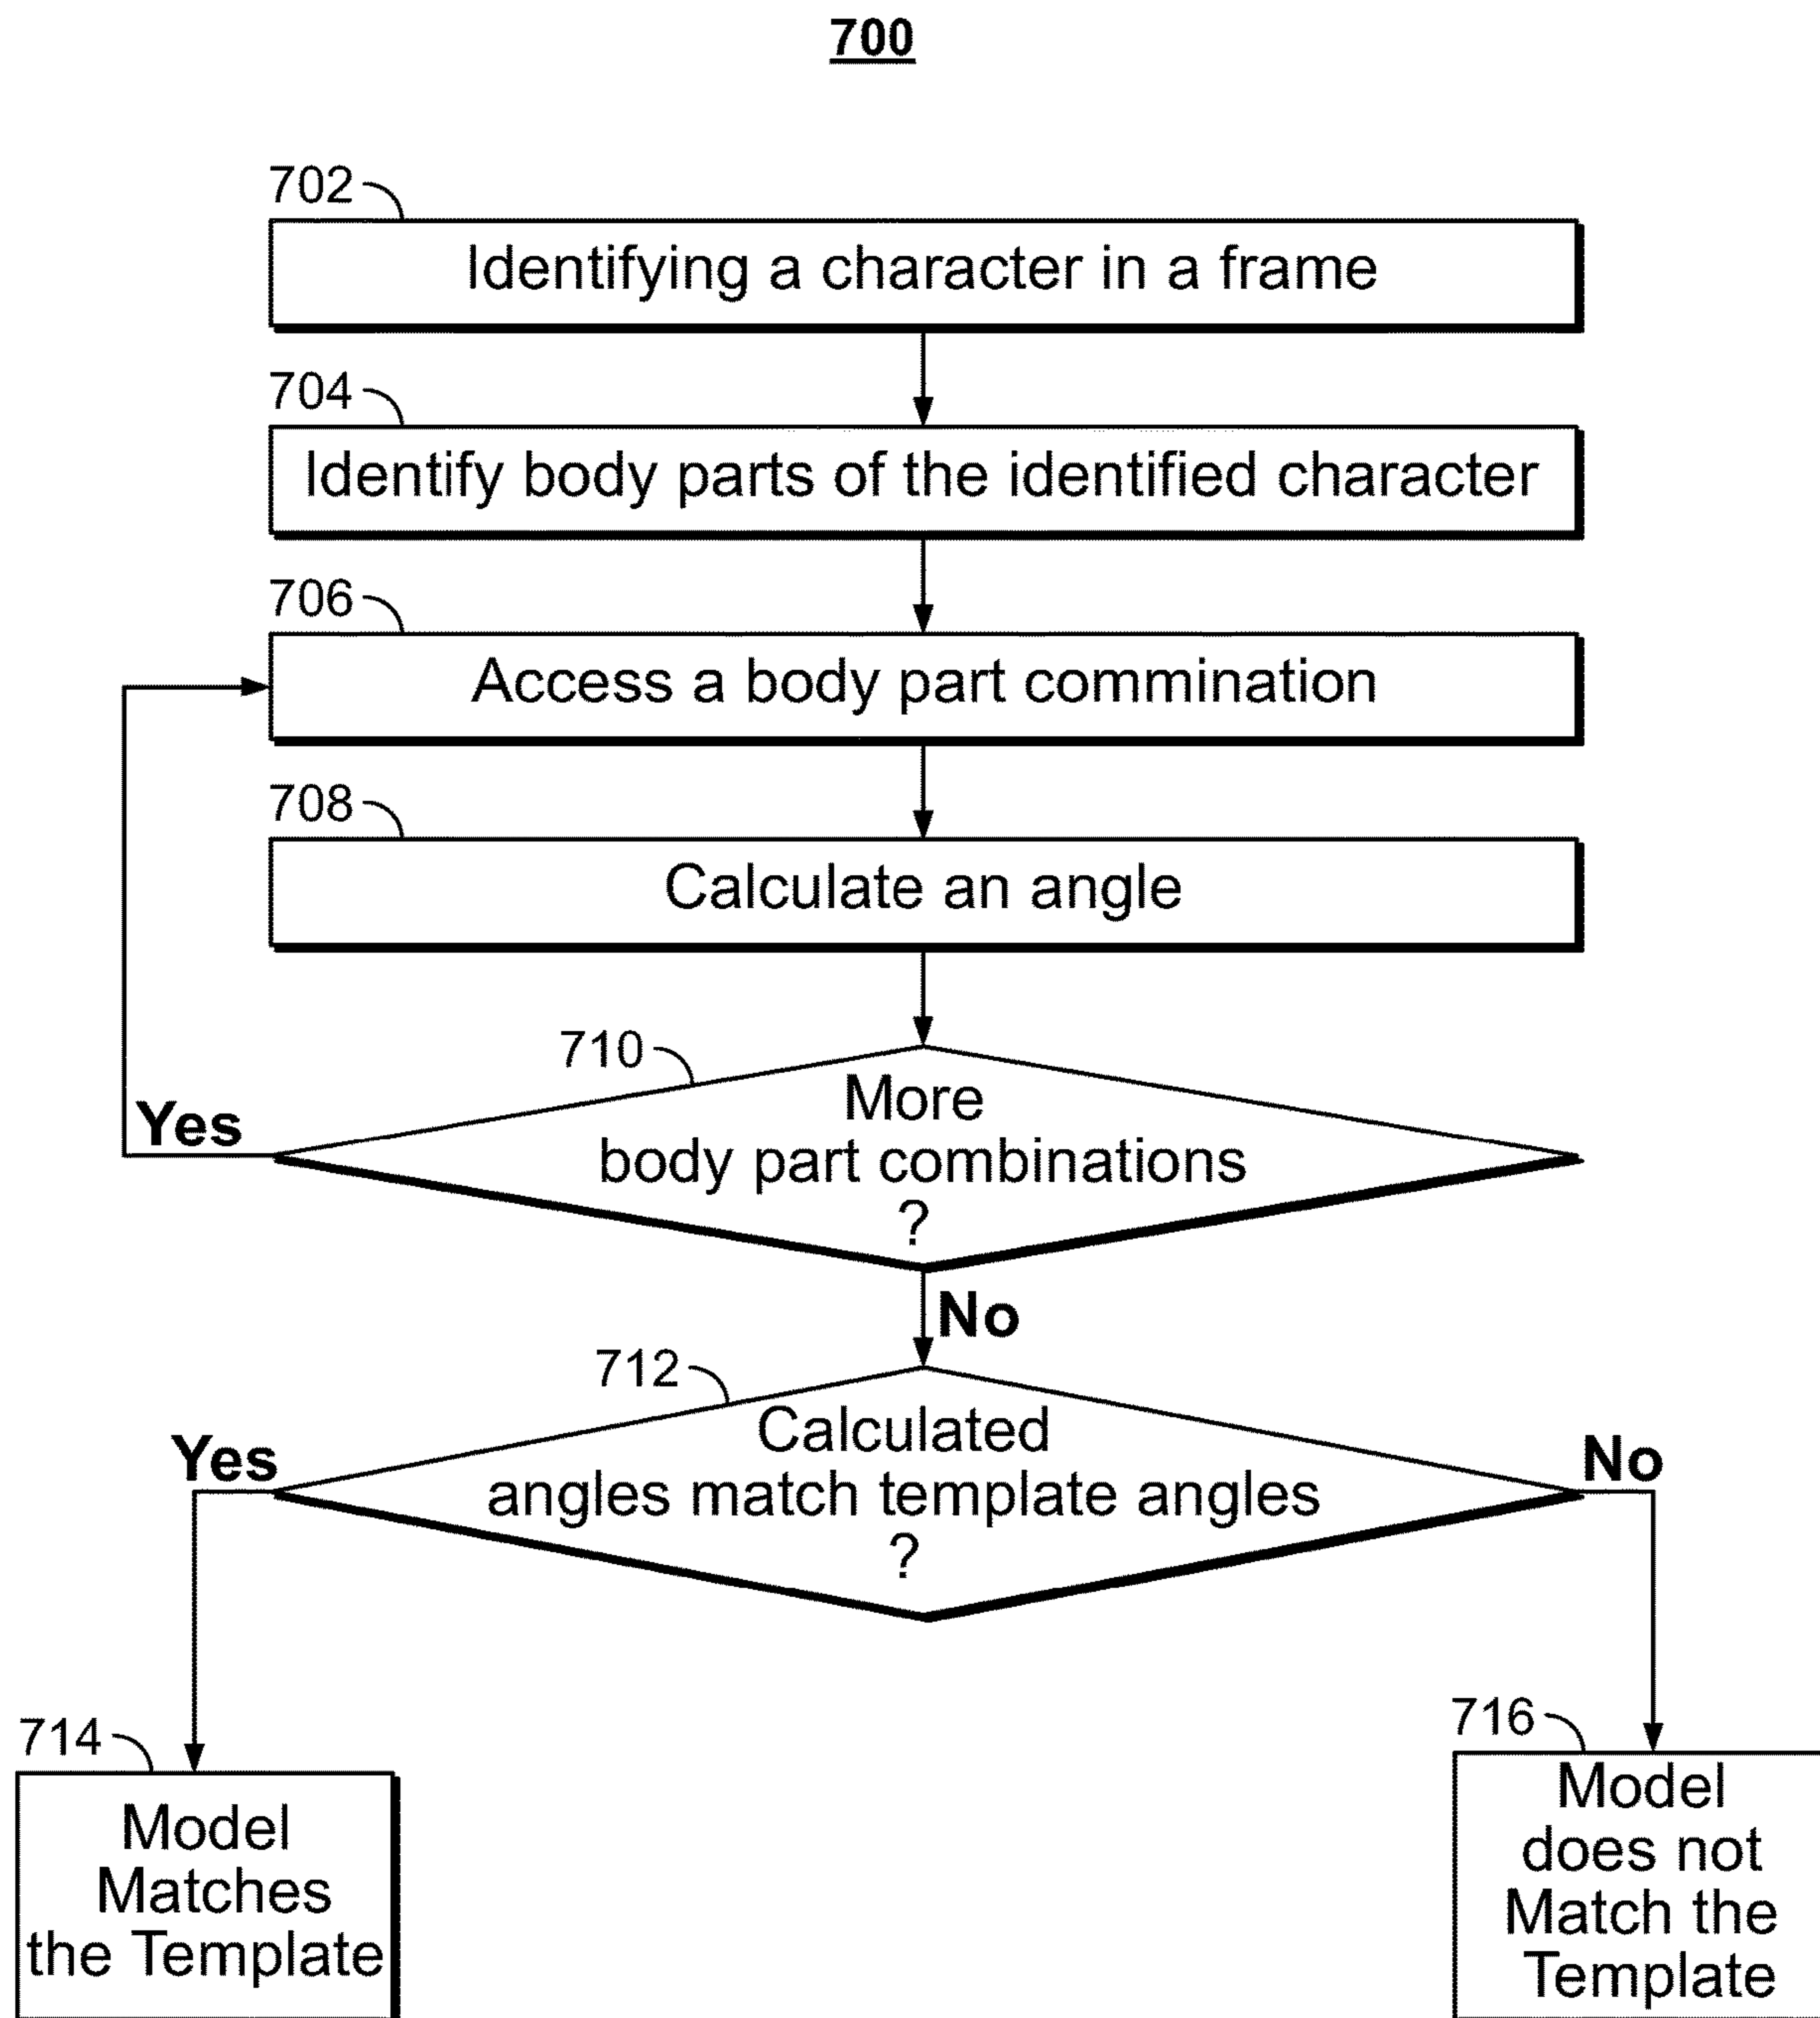 700
702
Identifying a character in a frame
704
Identify body parts of the identified character
706
Access a body part commination
708
Calculate an angle
710
More
body part combinations
?
Yes
No
712
Calculated
angles match template angles
?
Yes
No
714
Model
Matches
the Template
716
Model
does not
Match the
Template